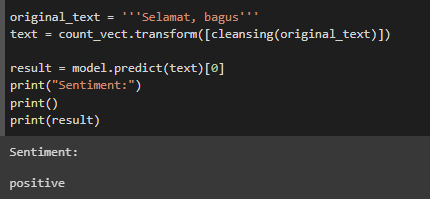 original_text = '''Selamat, bagus'''
text = count_vect.transform([cleansing(original_text)])
result = model.predict(text)[0]
print("Sentiment:")
print()
print(result)
Sentiment:
positive